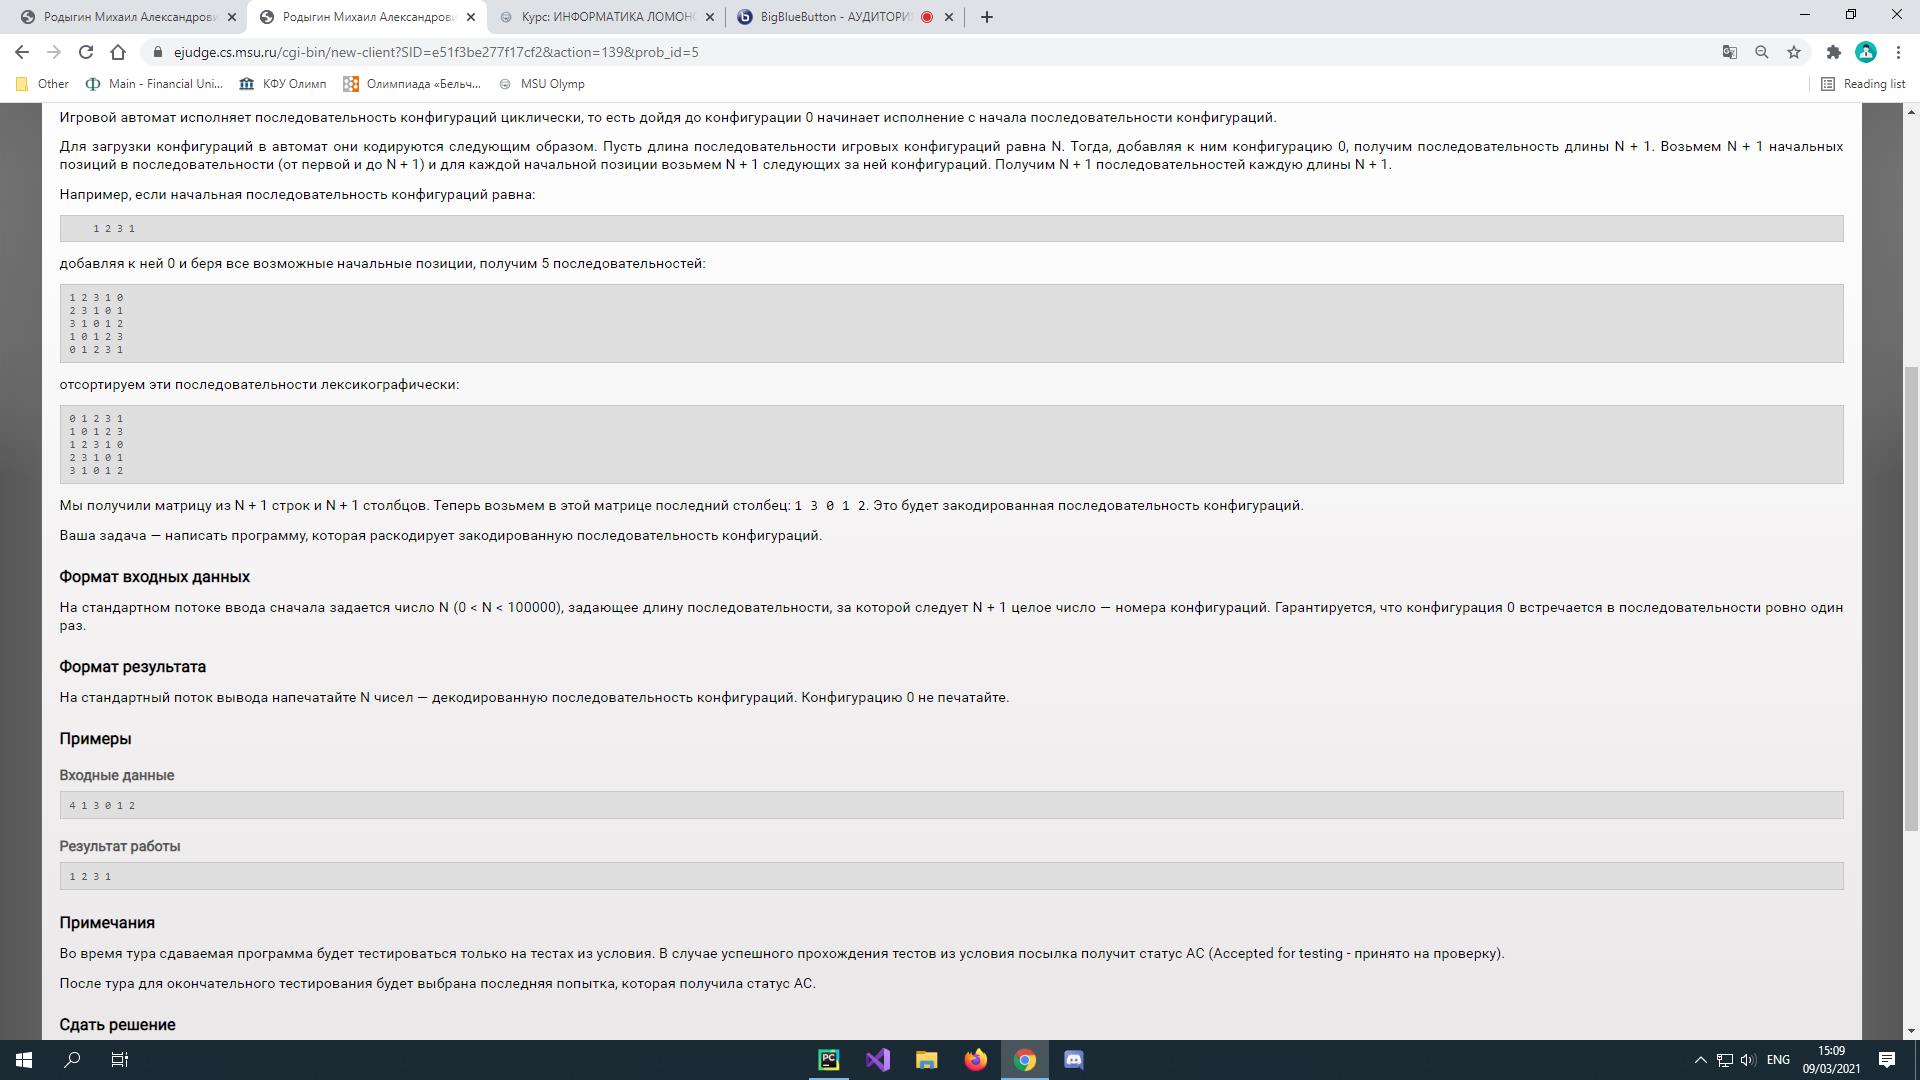 Родыгин Михаил Александрови
Родыгин Михаил Александрови
Курс: ИНФОРМАТИКА ЛОМОНО
BigBlueButton - АУДИТОРИ
ejudge.cs.msu.ru/cgi-bin/new-client?SID=e51f3be277f17cf2&action=139&prob_id=5
Other
Main - Financial Uni...
КФУ Олимп
Олимпиада «Бельч...
MSU Olymp
Reading list
Игровой автомат исполняет последовательность конфигураций циклически, то есть дойдя до конфигурации 0 начинает исполнение с начала последовательности конфигураций.
Для загрузки конфигураций в автомат они кодируются следующим образом. Пусть длина последовательности игровых конфигураций равна N. Тогда, добавляя к ним конфигурацию 0, получим последовательность длины N + 1. Возьмем N + 1 начальных
позиций в последовательности (от первой и до N + 1) и для каждой начальной позиции возьмем N + 1 следующих за ней конфигураций. Получим N + 1 последовательностей каждую длины N + 1.
Например, если начальная последовательность конфигураций равна:
1 2 3 1
добавляя к ней 0 и беря все возможные начальные позиции, получим 5 последовательностей:
1 2 3 1 0
2 3 1 0 1
3 1 0 1 2
1 0 1 2 3
0 1 2 3 1
отсортируем эти последовательности лексикографически:
0 1 2 3 1
1 0 1 2 3
1 2 3 1 0
2 3 1 0 1
3 1 0 1 2
Мы получили матрицу из N + 1 строк и N + 1 столбцов. Теперь возьмем в этой матрице последний столбец: 1 3 0 1 2. Это будет закодированная последовательность конфигураций.
Ваша задача — написать программу, которая раскодирует закодированную последовательность конфигураций.
Формат входных данных
На стандартном потоке ввода сначала задается число N (0 < N < 100000), задающее длину последовательности, за которой следует N + 1 целое число — номера конфигураций. Гарантируется, что конфигурация 0 встречается в последовательности ровно один
раз.
Формат результата
На стандартный поток вывода напечатайте N чисел — декодированную последовательность конфигураций. Конфигурацию 0 не печатайте.
Примеры
Входные данные
4 1 3 0 1 2
Результат работы
1 2 3 1
Примечания
Во время тура сдаваемая программа будет тестироваться только на тестах из условия. В случае успешного прохождения тестов из условия посылка получит статус AC (Accepted for testing - принято на проверку).
После тура для окончательного тестирования будет выбрана последняя попытка, которая получила статус AC.
Сдать решение
PC
ENG
15:09
09/03/2021